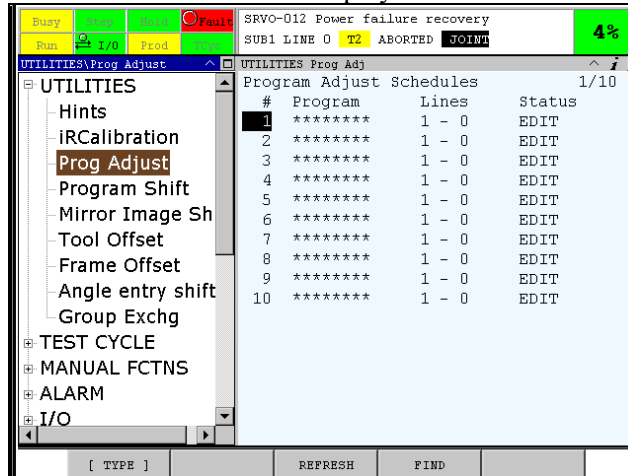 Busy Step Hold Fault
Run I/O Prod TCyc
SRVO-012 Power failure recovery
SUB1 LINE 0 T2 ABORTED JOINT
4%
UTILITIES\Prog Adjust
UTILITIES Prog Adj
UTILITIES
Hints
iRCalibration
Prog Adjust
Program Shift
Mirror Image Sh
Tool Offset
Frame Offset
Angle entry shift
Group Exchg
TEST CYCLE
MANUAL FCTNS
ALARM
I/O
Program Adjust Schedules 1/10
# Program Lines Status
1 ******** 1 - 0 EDIT
2 ******** 1 - 0 EDIT
3 ******** 1 - 0 EDIT
4 ******** 1 - 0 EDIT
5 ******** 1 - 0 EDIT
6 ******** 1 - 0 EDIT
7 ******** 1 - 0 EDIT
8 ******** 1 - 0 EDIT
9 ******** 1 - 0 EDIT
10 ******** 1 - 0 EDIT
[ TYPE ] REFRESH FIND